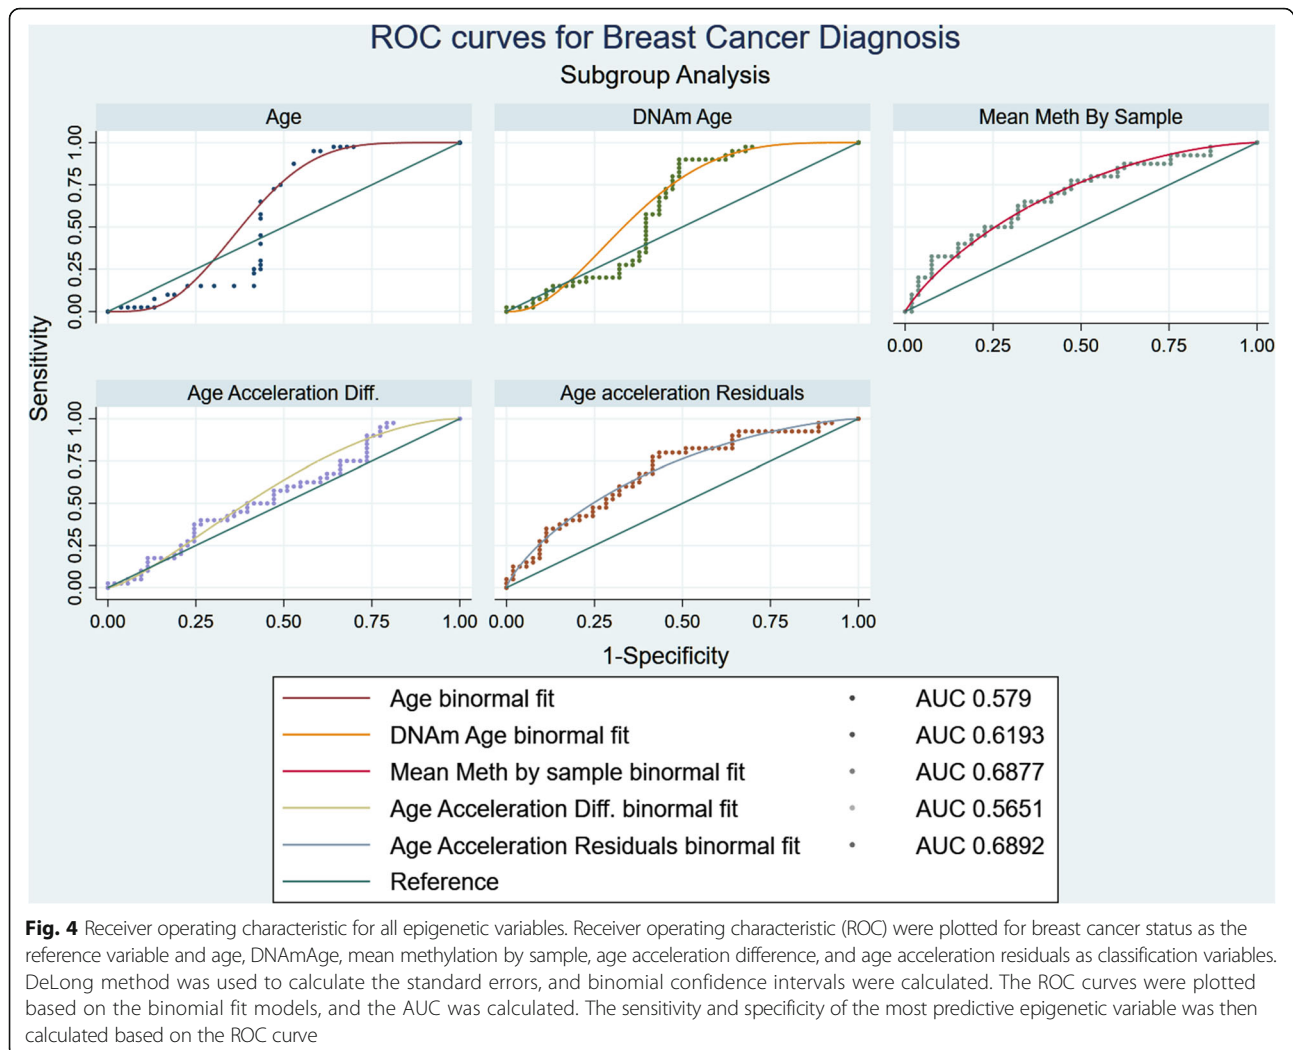 ROC curves for Breast Cancer Diagnosis
Subgroup Analysis
Age
DNAm Age
Mean Meth By Sample
0.00 0.25 0.50 0.75 1.00
0.00 0.25 0.50 0.75 1.00
Sensitivity
Age Acceleration Diff.
Age acceleration Residuals
0.00 0.25 0.50 0.75 1.00
0.00 0.25 0.50 0.75 1.00
0.00 0.25 0.50 0.75 1.00
1-Specificity
Age binormal fit AUC 0.579
DNAm Age binormal fit AUC 0.6193
Mean Meth by sample binormal fit AUC 0.6877
Age Acceleration Diff. binormal fit AUC 0.5651
Age Acceleration Residuals binormal fit AUC 0.6892
Reference
Fig. 4 Receiver operating characteristic for all epigenetic variables. Receiver operating characteristic (ROC) were plotted for breast cancer status as the
reference variable and age, DNAmAge, mean methylation by sample, age acceleration difference, and age acceleration residuals as classification variables.
DeLong method was used to calculate the standard errors, and binomial confidence intervals were calculated. The ROC curves were plotted
based on the binomial fit models, and the AUC was calculated. The sensitivity and specificity of the most predictive epigenetic variable was then
calculated based on the ROC curve